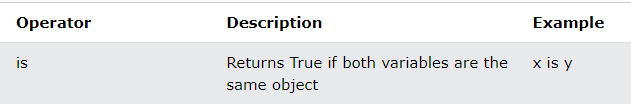 Operator Description Example
is Returns True if both variables are the x is y
same object